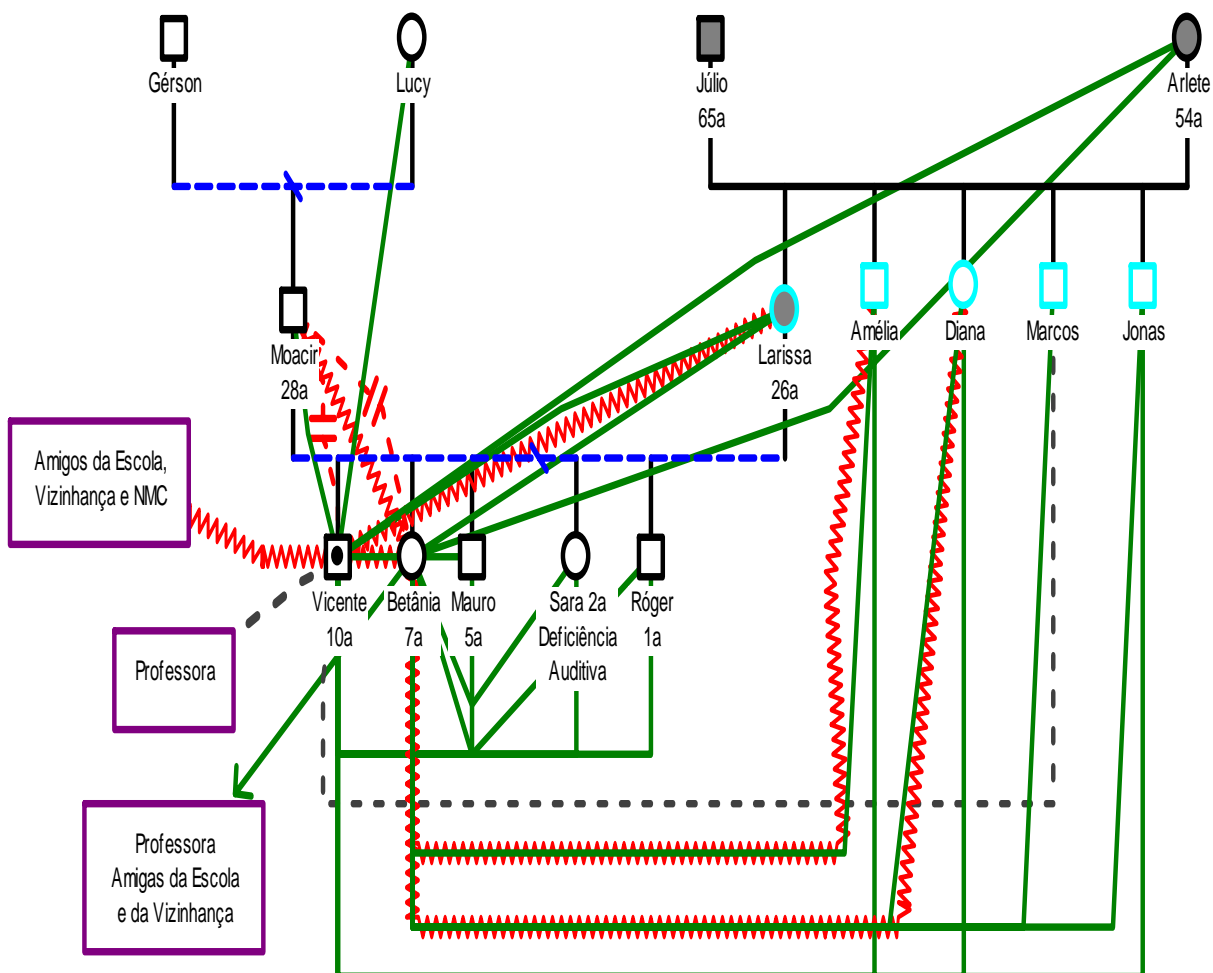 Gérson
Lucy
Júlio
65a
Arlete
54a
Moacir
28a
Larissa
26a
Amélia
Diana
Marcos
Jonas
Amigos da Escola,
Vizinhança e NMC
Vicente
10a
Betânia
7a
Mauro
5a
Sara 2a
Deficiência
Auditiva
Róger
1a
Professora
Professora
Amigas da Escola
e da Vizinhança